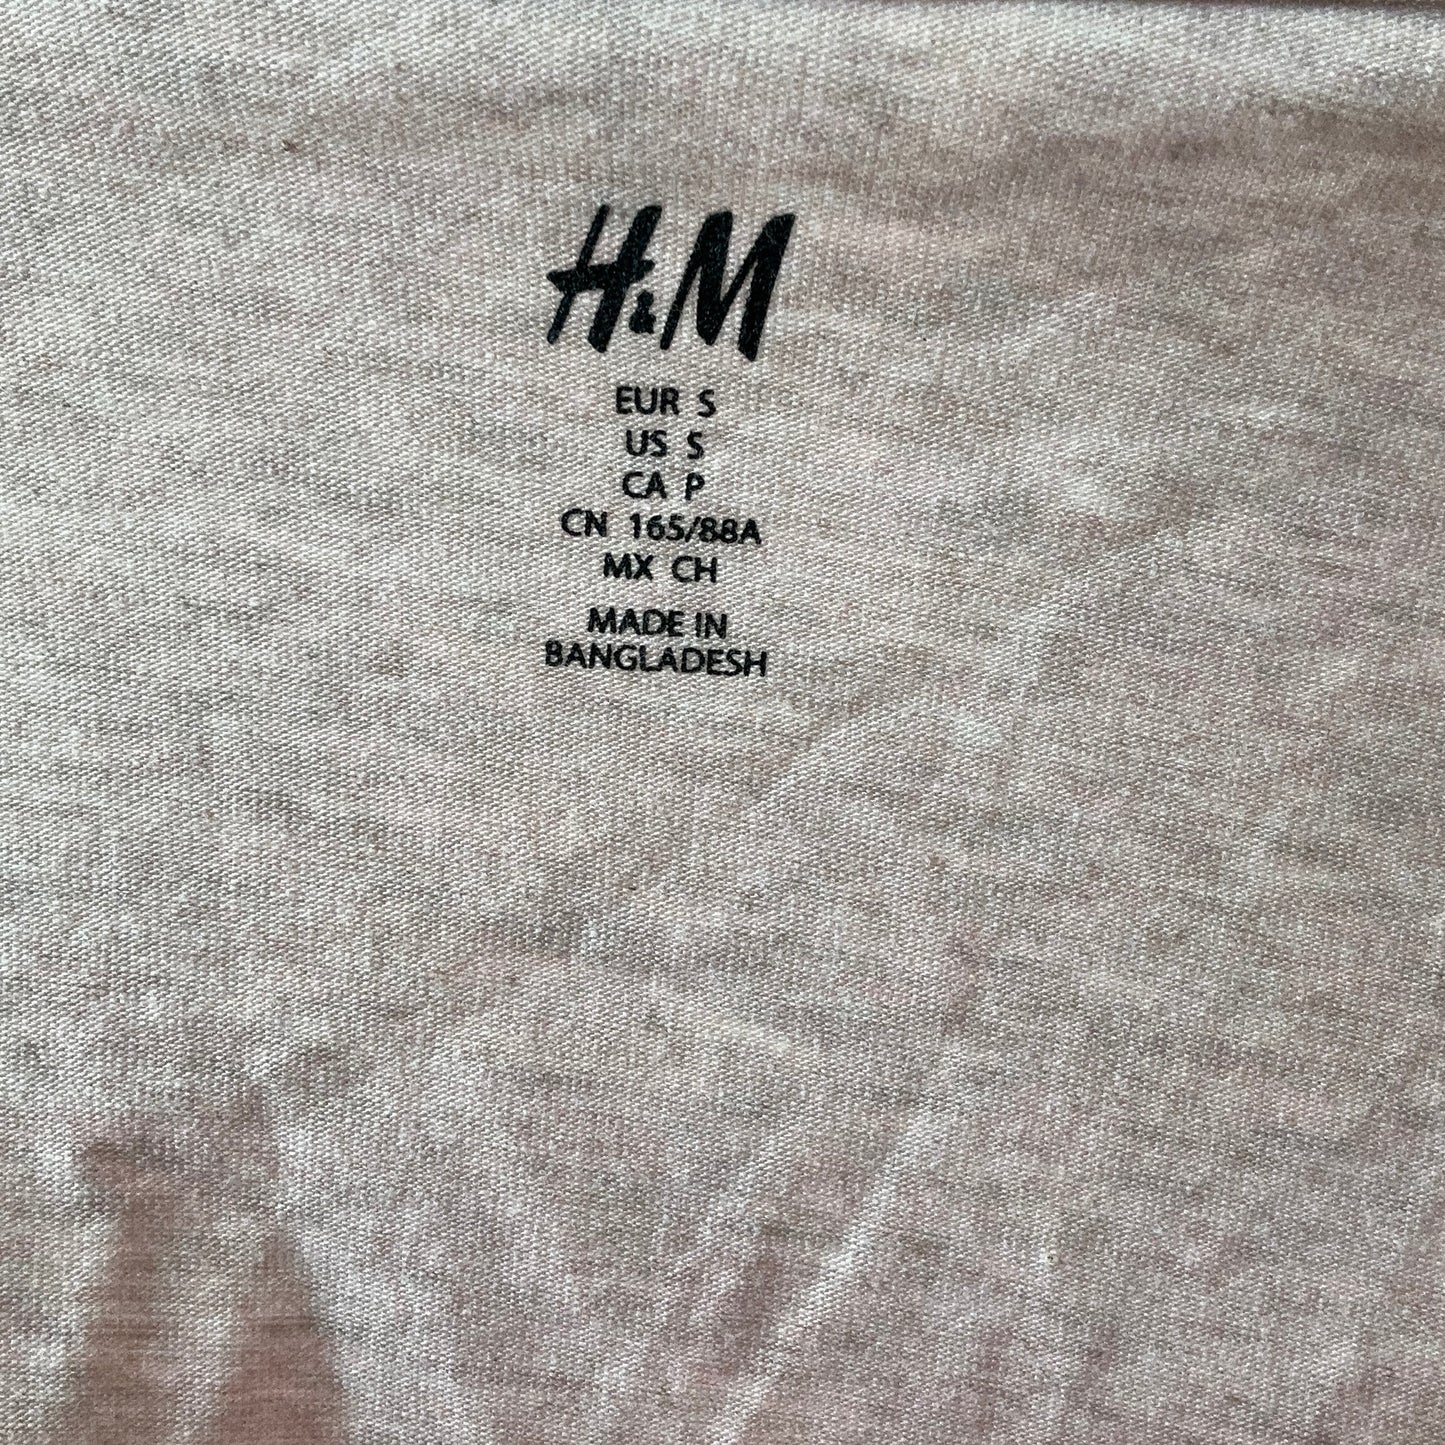 H&M
EUR S
US S
CA P
CN 165/88A
MX CH
MADE IN
BANGLADESH